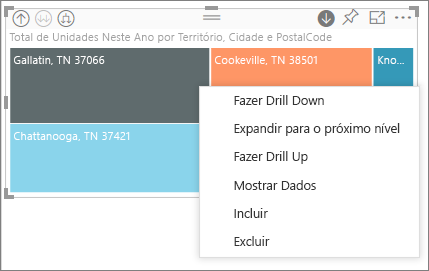 Total de Unidades Neste Ano por Território, Cidade e PostalCode
Gallatin, TN 37066
Cookeville, TN 38501
Kno...
Chattanooga, TN 37421
Fazer Drill Down
Expandir para o próximo nível
Fazer Drill Up
Mostrar Dados
Incluir
Excluir